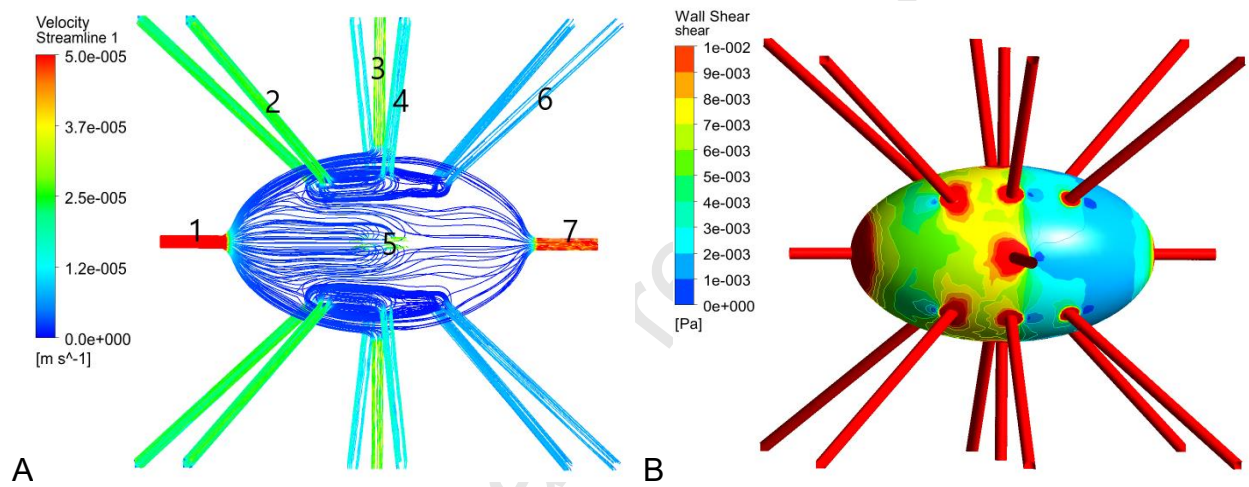 Velocity
Streamline 1
5.0e-005
3.7e-005
2.5e-005
1.2e-005
0.0e+000
[m s^-1]
1
2
3
4
5
6
7
A
Wall Shear
shear
1e-002
9e-003
8e-003
7e-003
6e-003
5e-003
4e-003
3e-003
2e-003
1e-003
0e+000
[Pa]
B